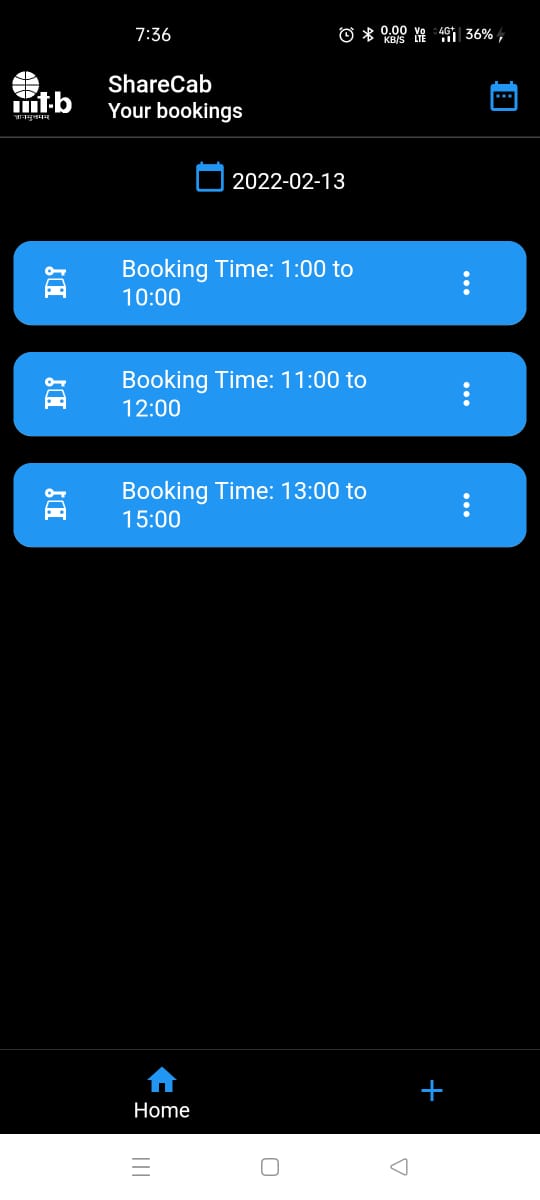 7:36
0.00
KB/S
Vo
LTE
4G+
36%
iiit-b
ज्ञानमुत्तमम्
ShareCab
Your bookings
2022-02-13
Booking Time: 1:00 to
10:00
Booking Time: 11:00 to
12:00
Booking Time: 13:00 to
15:00
Home